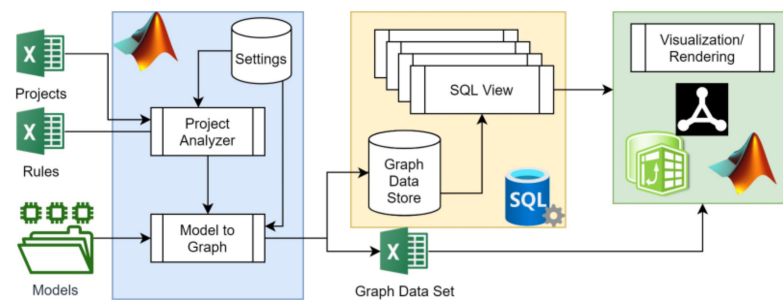 Projects
Rules
Models
Settings
Project
Analyzer
Model to
Graph
SQL View
Graph
Data
Store
SQL
Graph Data Set
Visualization/
Rendering
X
X
X